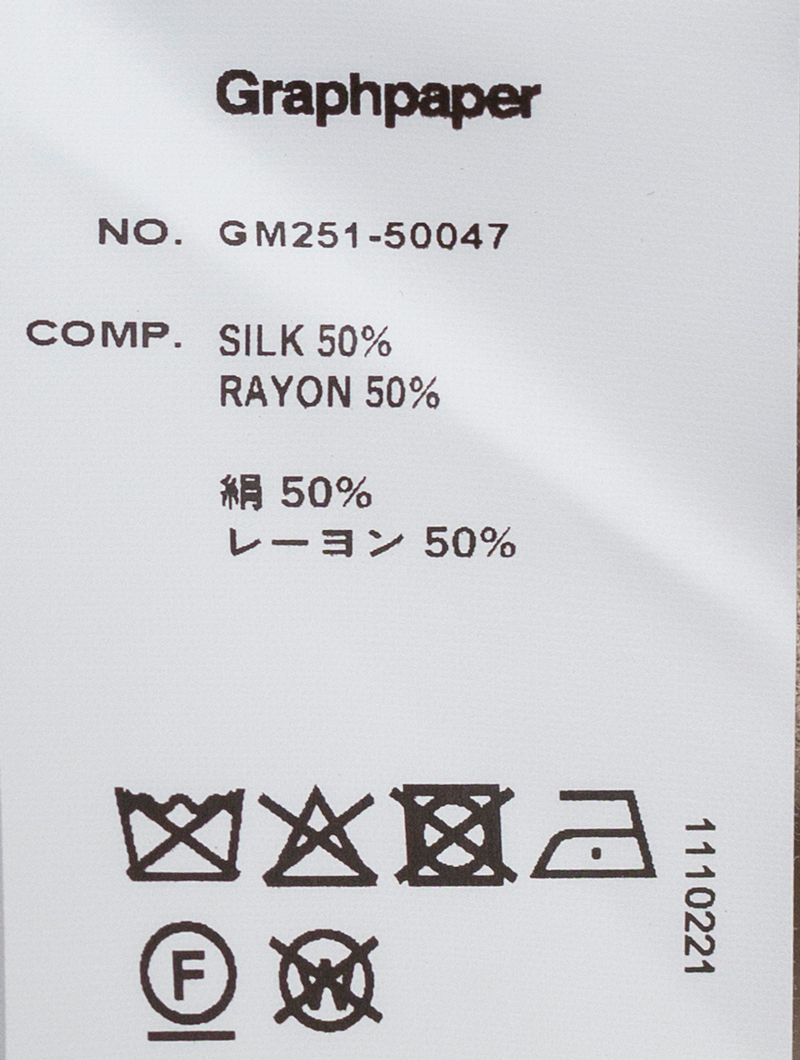 Graphpaper
NO. GM251-50047
COMP. SILK 50%
RAYON 50%
絹 50%
レーヨン 50%
1110221
F
W